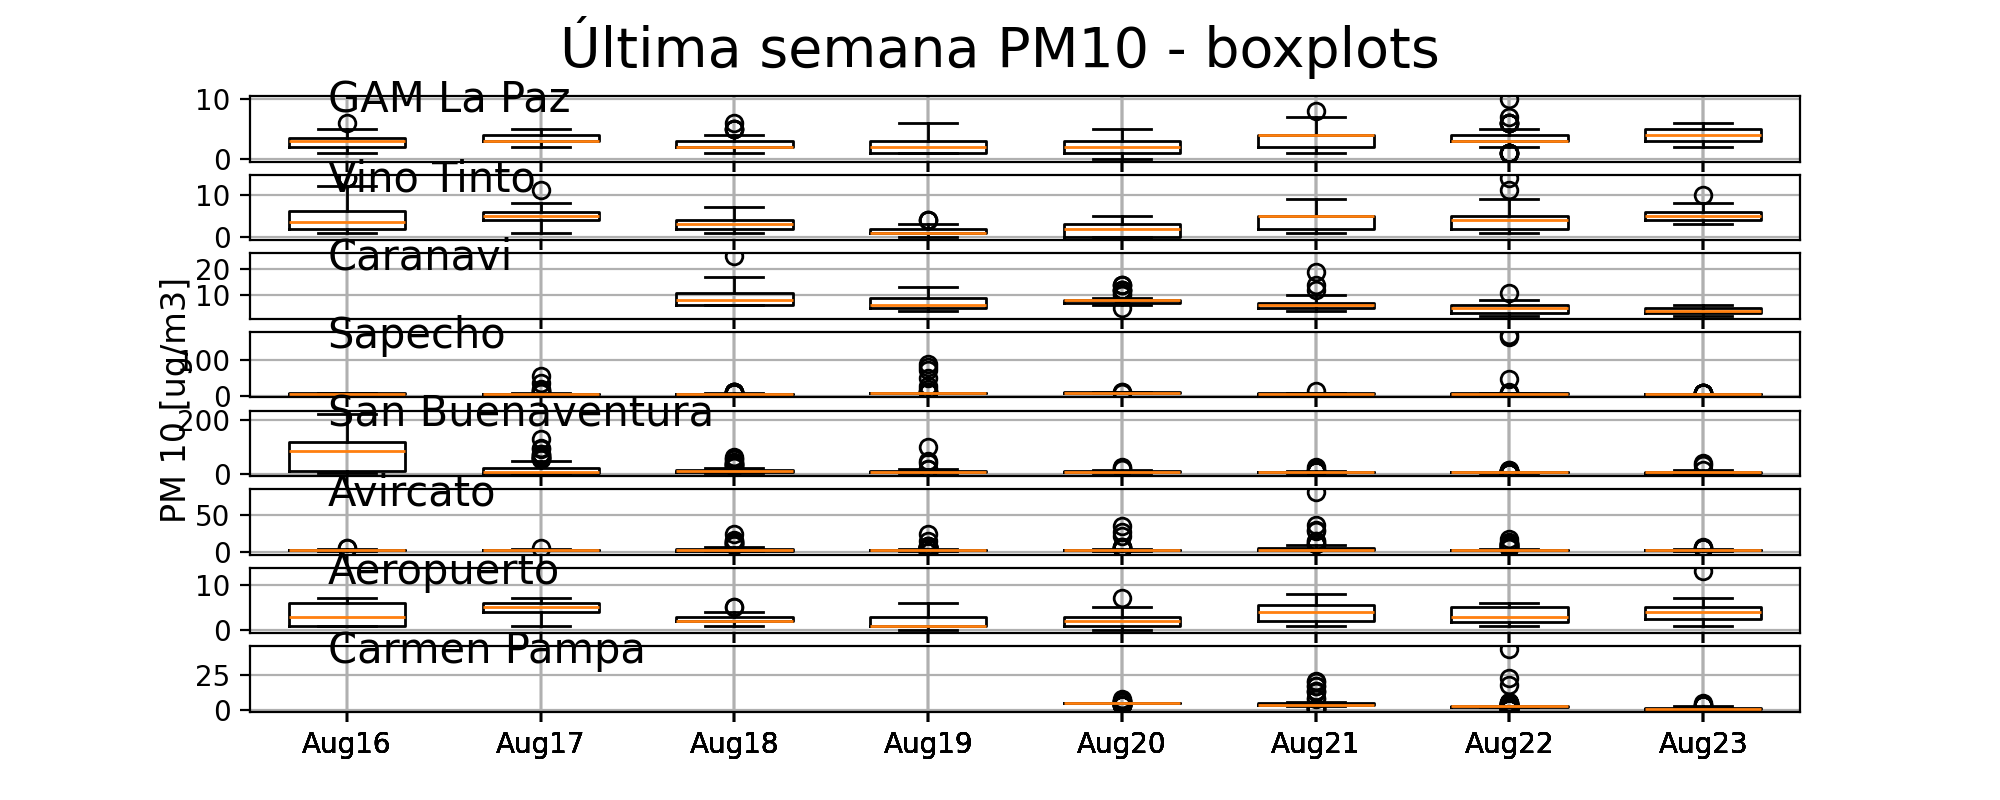 Última semana PM10 - boxplots
GAM La Paz
10
0
Vino Tinto
10
0
Caranavi
20
10
Sapecho
100
0
San Buenaventura
200
0
Avircato
50
0
Aeropuerto
10
0
Carmen Pampa
25
0
PM 10 [ug/m3]
Aug16 Aug17 Aug18 Aug19 Aug20 Aug21 Aug22 Aug23